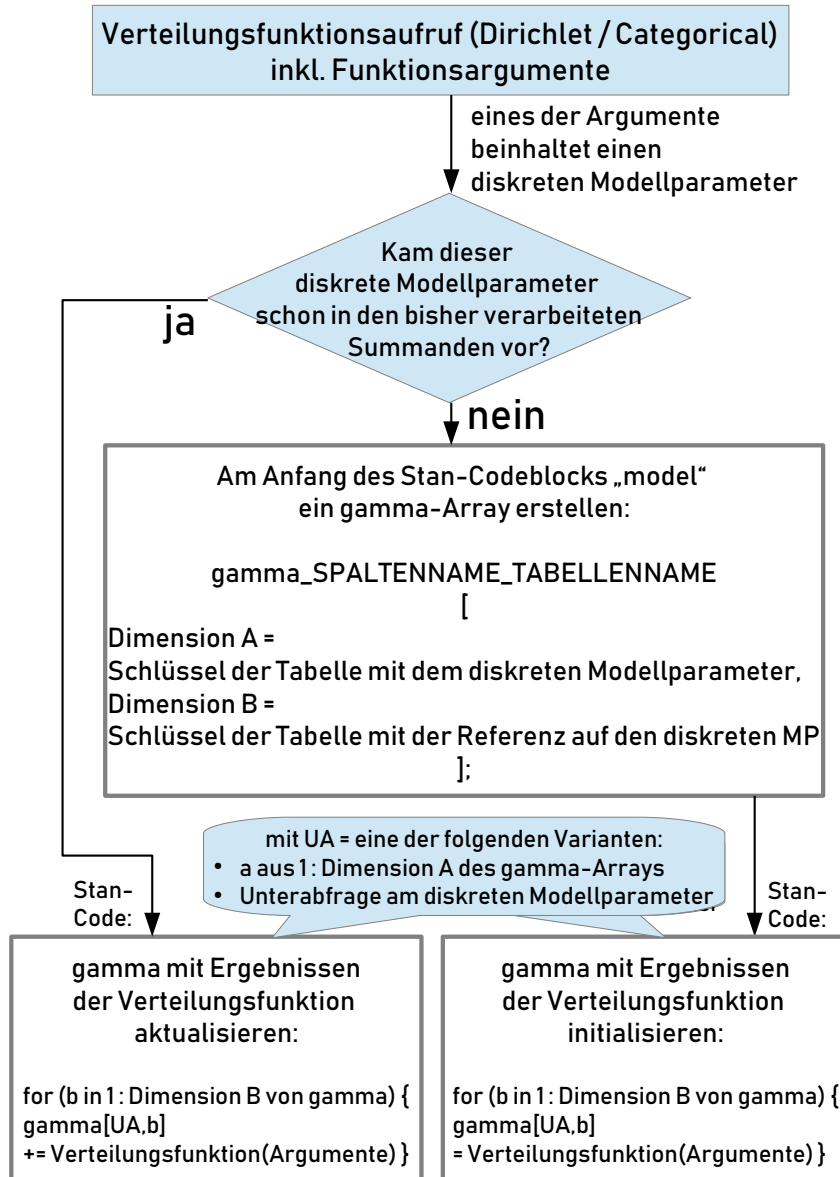 Verteilungsfunktionsaufruf (Dirichlet / Categorical)
inkl. Funktionsargumente
eines der Argumente
beinhaltet einen
diskreten Modellparameter
Kam dieser
diskrete Modellparameter
schon in den bisher verarbeiteten
Summanden vor?
ja
nein
Am Anfang des Stan-Codeblocks „model“
ein gamma-Array erstellen:
gamma_SPALTENNAME_TABELLENNAME
[
Dimension A =
Schlüssel der Tabelle mit dem diskreten Modellparameter,
Dimension B =
Schlüssel der Tabelle mit der Referenz auf den diskreten MP
];
mit UA = eine der folgenden Varianten:
• a aus 1: Dimension A des gamma-Arrays
• Unterabfrage am diskreten Modellparameter
Stan-
Code:
Stan-
Code:
gamma mit Ergebnissen
der Verteilungsfunktion
aktualisieren:
for (b in 1: Dimension B von gamma) {
gamma[UA,b]
+= Verteilungsfunktion(Argumente) }
gamma mit Ergebnissen
der Verteilungsfunktion
initialisieren:
for (b in 1: Dimension B von gamma) {
gamma[UA,b]
= Verteilungsfunktion(Argumente) }